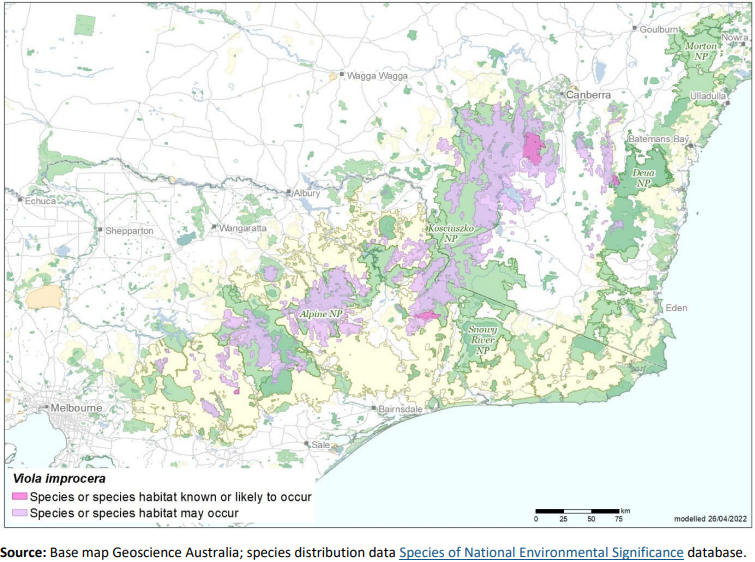 Goulburn
Nowra
Morton
NP
Wagga Wagga
Ulladulla
Canberra
Batemans Bay
Deua
NP
Echuca
Albury
Shepparton
Wangaratta
Kosciuszko
NP
Alpine NP
Eden
Snowy
River
NP
Melbourne
Bairnsdale
Sale
Viola improcera
Species or species habitat known or likely to occur
Species or species habitat may occur
km
0 25 50 75
modelled 26/04/2022
Source: Base map Geoscience Australia; species distribution data Species of National Environmental Significance database.